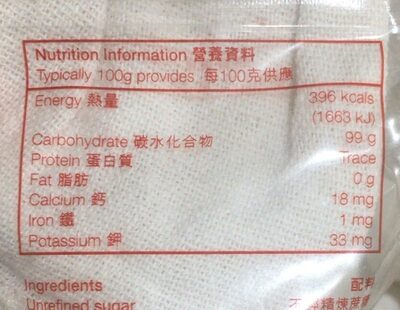 Nutrition Information 營養資料
Typically 100g provides 每100克供應
Energy 熱量 396 kcals
(1663 kJ)
Carbohydrate 碳水化合物 99 g
Protein 蛋白質 Trace
Fat 脂肪 0 g
Calcium 鈣 18 mg
Iron 鐵 1 mg
Potassium 鉀 33 mg
Ingredients 配料
Unrefined sugar 精煉蔗糖